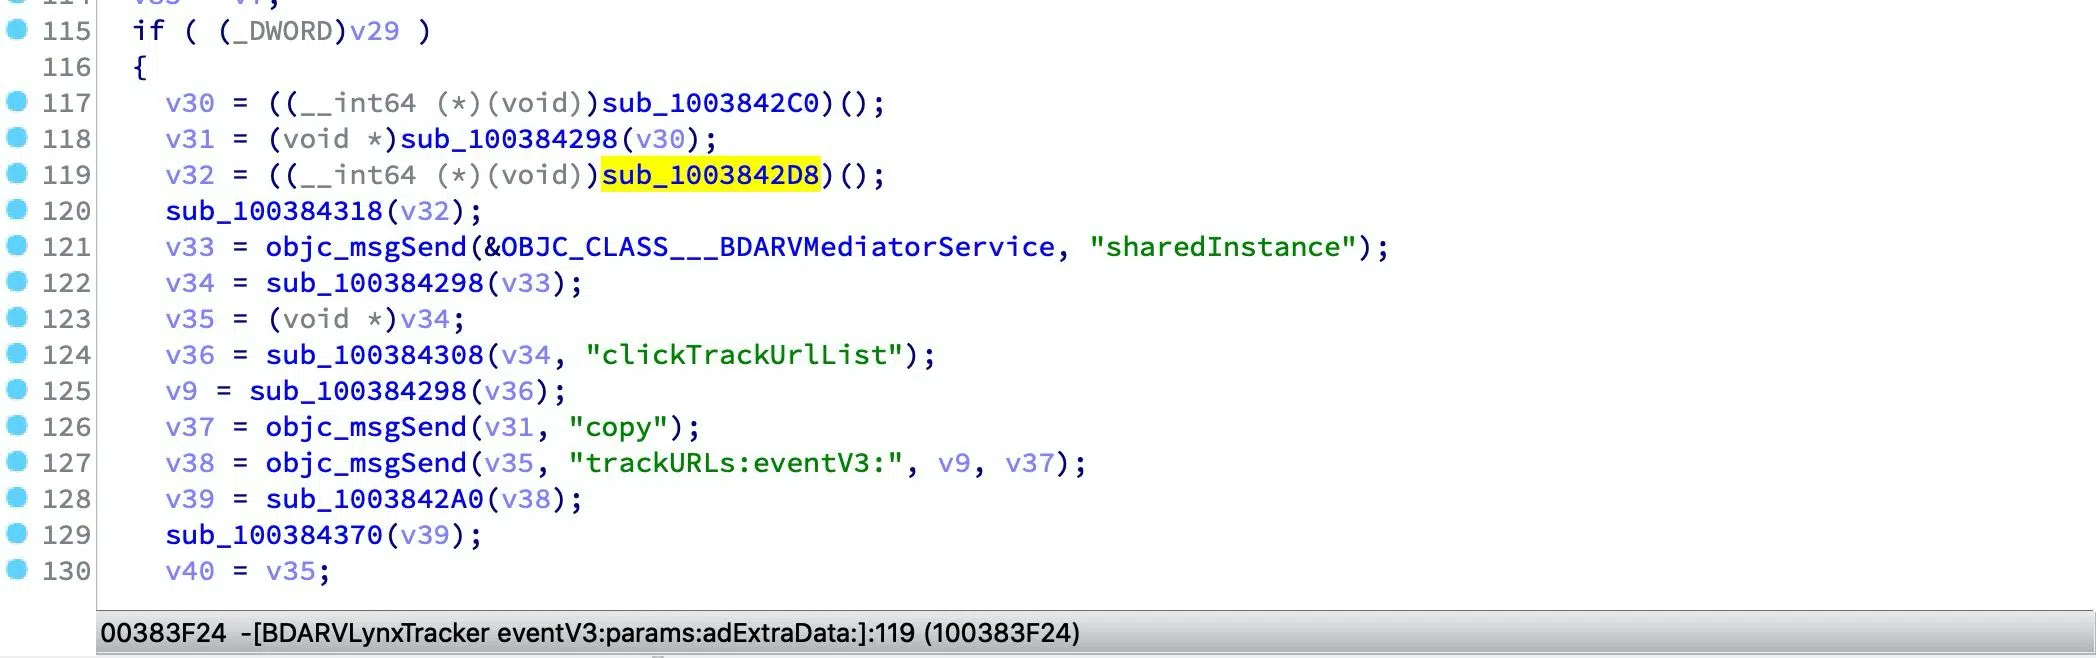 115 if ( (_DWORD)v29 )
116 {
117 v30 = ((__int64 (*)(void))sub_1003842C0)();
118 v31 = (void *)sub_100384298(v30);
119 v32 = ((__int64 (*)(void))sub_1003842D8)();
120 sub_100384318(v32);
121 v33 = objc_msgSend(&OBJC_CLASS___BDARVMediatorService, "sharedInstance");
122 v34 = sub_100384298(v33);
123 v35 = (void *)v34;
124 v36 = sub_100384308(v34, "clickTrackUrlList");
125 v9 = sub_100384298(v36);
126 v37 = objc_msgSend(v31, "copy");
127 v38 = objc_msgSend(v35, "trackURLs:eventV3:", v9, v37);
128 v39 = sub_1003842A0(v38);
129 sub_100384370(v39);
130 v40 = v35;
00383F24 -[BDARVLynxTracker eventV3:params:adExtraData:]:119 (100383F24)